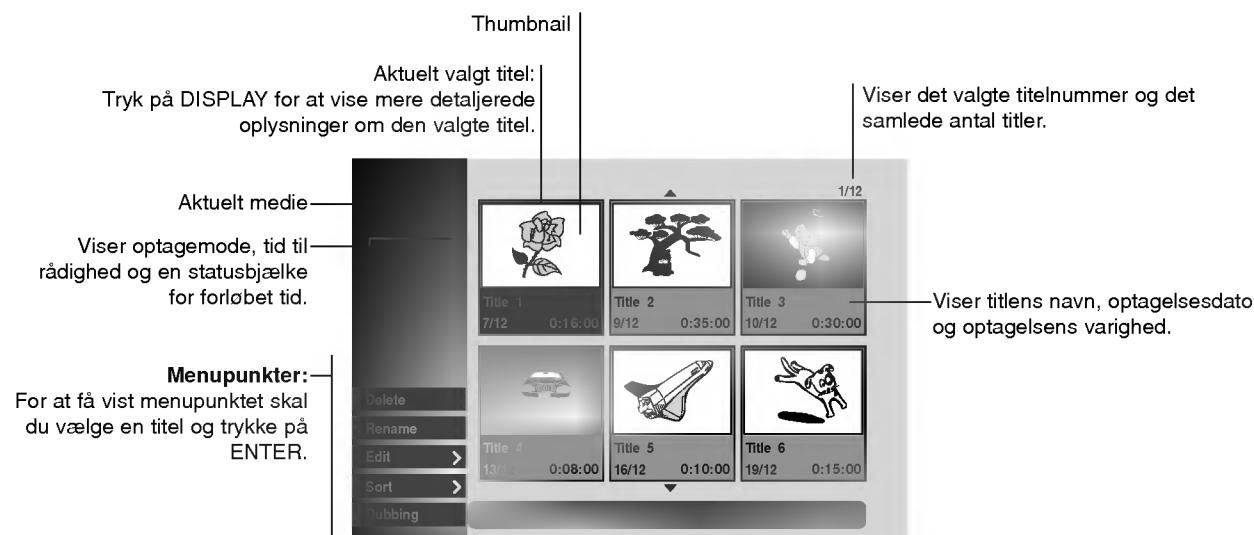 Thumbnail
Aktuelt valgt titel:
Tryk på DISPLAY for at vise mere detaljerede
oplysninger om den valgte titel.
Viser det valgte titelnummer og det
samlede antal titler.
Aktuelt medie
Viser optagemode, tid til
rådighed og en statusbjælke
for forløbet tid.
Menupunkter:
For at få vist menupunktet skal
du vælge en titel og trykke på
ENTER.
1/12
Title 1
7/12 0:16:00
Title 2
9/12 0:35:00
Title 3
10/12 0:30:00
Viser titlens navn, optagelsesdato
og optagelsens varighed.
Title 4
13/12 0:08:00
Title 5
16/12 0:10:00
Title 6
19/12 0:15:00
Delete
Rename
Edit
Sort
Dubbing